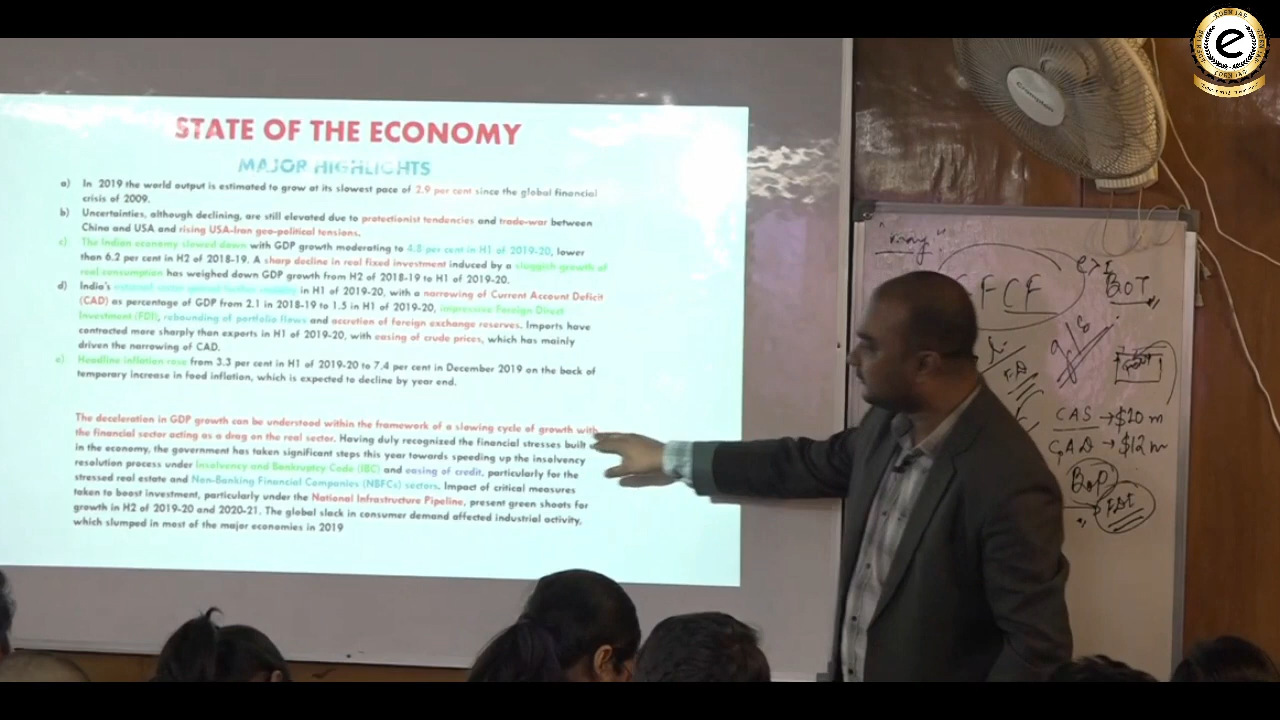 e
EDEN IAS
STATE OF THE ECONOMY
MAJOR HIGHLIGHTS
a) In 2019 the world output is estimated to grow at its slowest pace of 2.9 per cent since the global financial
crisis of 2009.
b) Uncertainties, although declining, are still elevated due to protectionist tendencies and trade-war between
China and USA and rising USA-Iran geo-political tensions.
c) The Indian economy slowed down with GDP growth moderating to 4.8 per cent in H1 of 2019-20, lower
than 6.2 per cent in H2 of 2018-19. A sharp decline in real fixed investment induced by a sluggish growth of
real consumption has weighed down GDP growth from H2 of 2018-19 to H1 of 2019-20.
d) India's external sector gained further stability in H1 of 2019-20, with a narrowing of Current Account Deficit
(CAD) as percentage of GDP from 2.1 in 2018-19 to 1.5 in H1 of 2019-20, impressive Foreign Direct
Investment (FDI), rebounding of portfolio flows and accretion of foreign exchange reserves. Imports have
contracted more sharply than exports in H1 of 2019-20, with easing of crude prices, which has mainly
driven the narrowing of CAD.
e) Headline inflation rose from 3.3 per cent in H1 of 2019-20 to 7.4 per cent in December 2019 on the back of
temporary increase in food inflation, which is expected to decline by year end.
The deceleration in GDP growth can be understood within the framework of a slowing cycle of growth with
the financial sector acting as a drag on the real sector. Having duly recognized the financial stresses built
in the economy, the government has taken significant steps this year towards speeding up the insolvency
resolution process under Insolvency and Bankruptcy Code (IBC) and easing of credit, particularly for the
stressed real estate and Non-Banking Financial Companies (NBFCs) sectors. Impact of critical measures
taken to boost investment, particularly under the National Infrastructure Pipeline, present green shoots for
growth in H2 of 2019-20 and 2020-21. The global slack in consumer demand affected industrial activity,
which slumped in most of the major economies in 2019
FCF
BOT
CAS → $20 m
CAD → $12 m
BoP
FDI